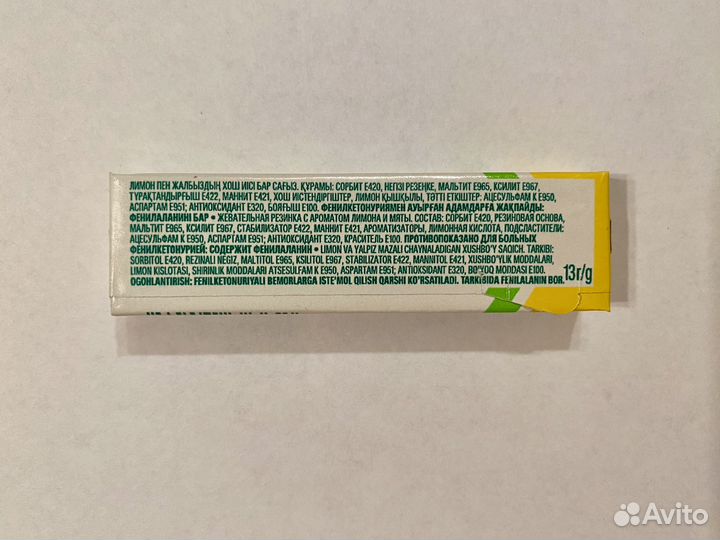 ЛИМОН ПЕН ЖАЛБЫЗДЫҢ ХОШ ИІСІ БАР САҒЫЗ. ҚҰРАМЫ: СОРБИТ Е420, НЕГІЗІ РЕЗЕҢКЕ, МАЛЬТИТ Е965, КСИЛИТ Е967,
ТҰРАҚТАНДЫРҒЫШ Е422, МАННИТ Е421, ХОШ ИІСТЕНДІРГІШТЕР, ЛИМОН ҚЫШҚЫЛЫ, ТӘТТІ ЕТКІШТЕР: АЦЕСУЛЬФАМ К Е950,
АСПАРТАМ Е951; АНТИОКСИДАНТ Е320, БОЯҒЫШ Е100. ФЕНИЛКЕТОНУРИЯМЕН АУЫРҒАН АДАМДАРҒА ЖАҚПАЙДЫ:
ФЕНИЛАЛАНИНІ БАР • ЖЕВАТЕЛЬНАЯ РЕЗИНКА С АРОМАТОМ ЛИМОНА И МЯТЫ. СОСТАВ: СОРБИТ Е420, РЕЗИНОВАЯ ОСНОВА,
МАЛЬТИТ Е965, КСИЛИТ Е967, СТАБИЛИЗАТОР Е422, МАННИТ Е421, АРОМАТИЗАТОРЫ, ЛИМОННАЯ КИСЛОТА, ПОДСЛАСТИТЕЛИ:
АЦЕСУЛЬФАМ К Е950, АСПАРТАМ Е951; АНТИОКСИДАНТ Е320, КРАСИТЕЛЬ Е100. ПРОТИВОПОКАЗАНО ДЛЯ БОЛЬНЫХ
ФЕНИЛКЕТОНУРИЕЙ: СОДЕРЖИТ ФЕНИЛАЛАНИН • LIMON VA YALPIZ MAZALI CHAYNALADIGAN XUSHBO'Y SAQICH. TARKIBI:
SORBITOL E420, REZINALI NEGIZ, MALTITOL E965, KSILITOL E967, STABILIZATOR E422, MANNITOL E421, XUSHBO'YLIK MODDALARI,
LIMON KISLOTASI, SHIRINLIK MODDALARI ATSESULFAM K E950, ASPARTAM E951; ANTIOKSIDANT E320, BO'YOQ MODDASI E100.
OGOHLANTIRISH: FENILKETONURIYALI BEMORLARGA ISTE'MOL QILISH QARSHI KO'RSATILADI. TARKIBIDA FENILALANIN BOR.
13г/g
Avito